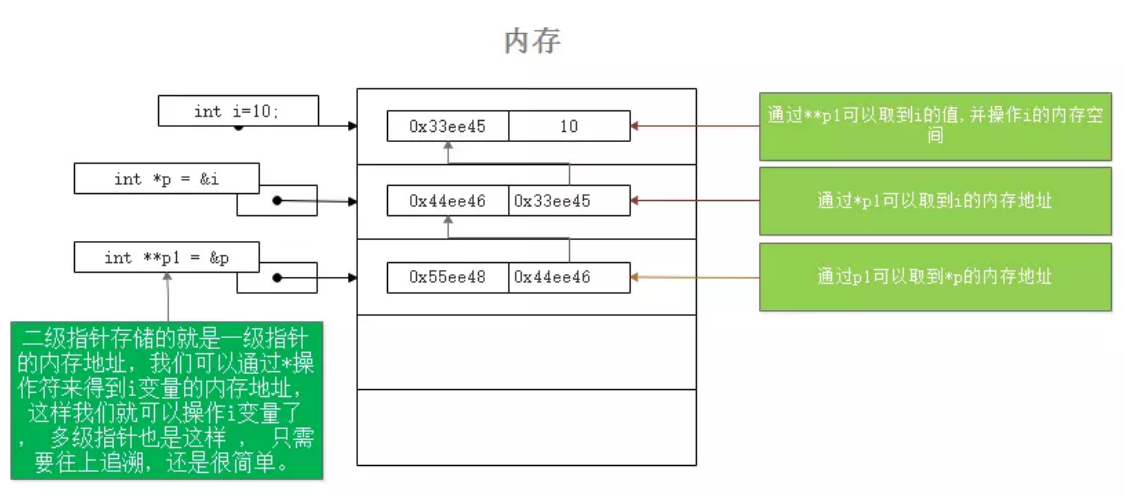 内存
int i=10;
0x33ee45
10
通过**p1可以取到i的值,并操作i的内存空
间
int *p = &i
0x44ee46
0x33ee45
通过*p1可以取到i的内存地址
int **p1 = &p
0x55ee48
0x44ee46
通过p1可以取到*p的内存地址
二级指针存储的就是一级指针
的内存地址，我们可以通过*操
作符来得到i变量的内存地址，
这样我们就可以操作i变量了
， 多级指针也是这样 ， 只需
要往上追溯，还是很简单。